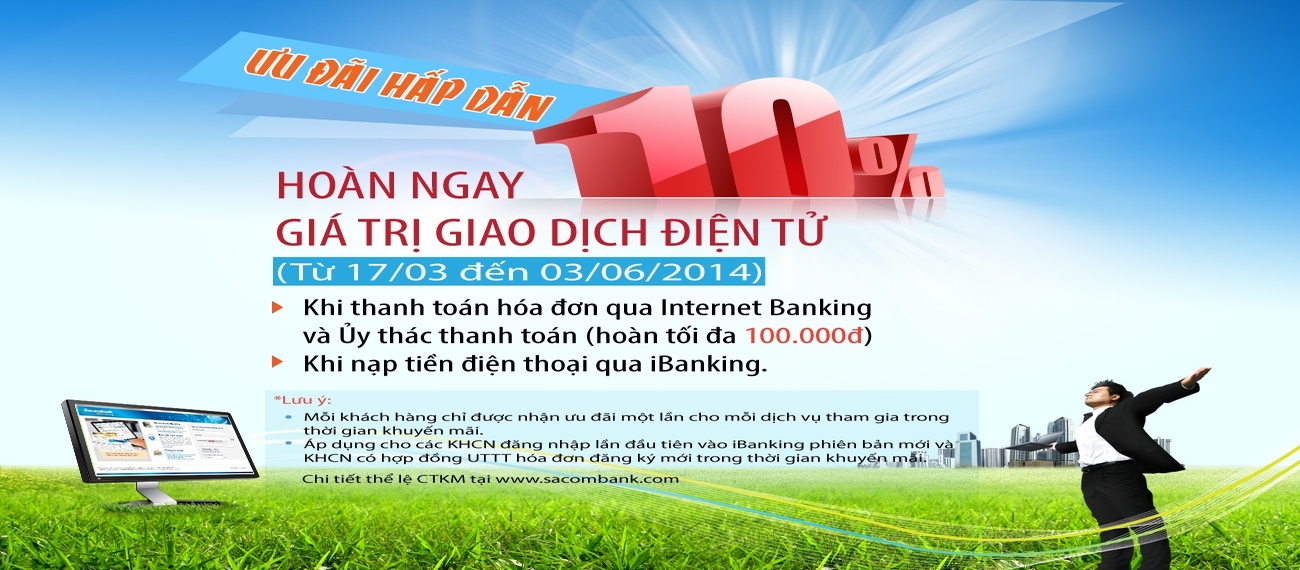 ƯU ĐÃI HẤP DẪN
10%
HOÀN NGAY
GIÁ TRỊ GIAO DỊCH ĐIỆN TỬ
(Từ 17/03 đến 03/06/2014)
Khi thanh toán hóa đơn qua Internet Banking
và Ủy thác thanh toán (hoàn tối đa 100.000đ)
Khi nạp tiền điện thoại qua iBanking.
*Lưu ý:
Mỗi khách hàng chỉ được nhận ưu đãi một lần cho mỗi dịch vụ tham gia trong
thời gian khuyến mãi.
Áp dụng cho các KHCN đăng nhập lần đầu tiên vào iBanking phiên bản mới và
KHCN có hợp đồng UTTT hóa đơn đăng ký mới trong thời gian khuyến mãi.
Chi tiết thể lệ CTKM tại www.sacombank.com